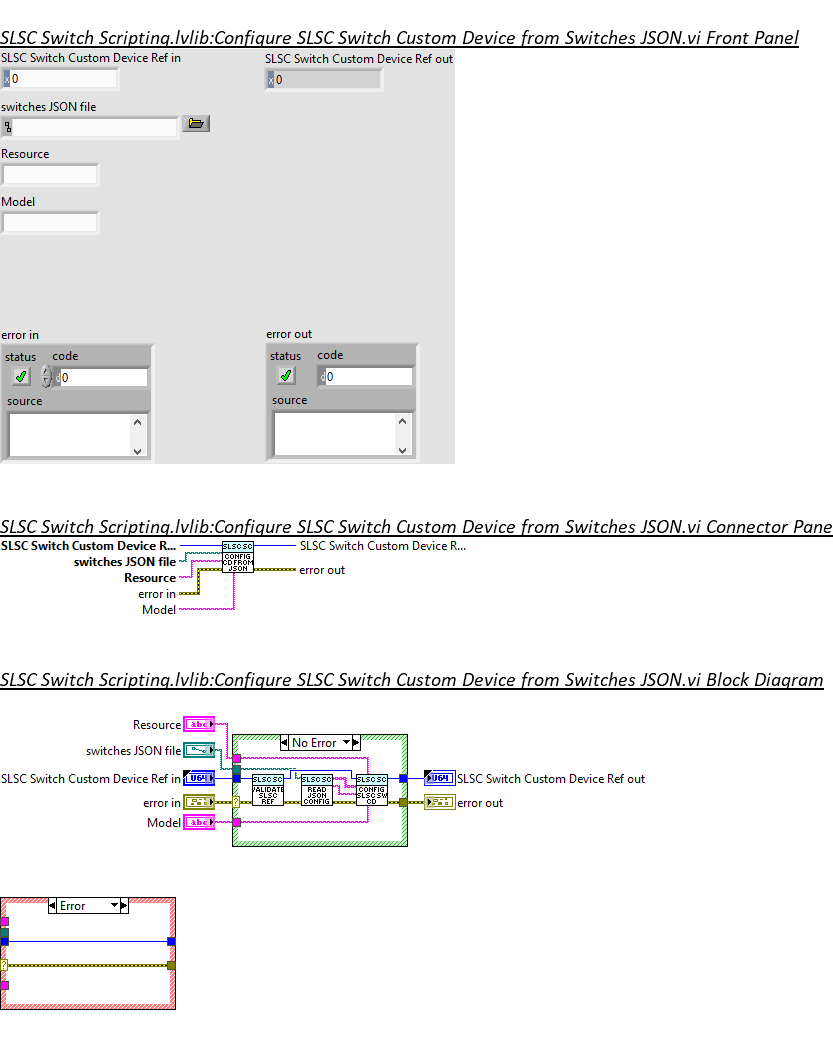 SLSC Switch Scripting.lvlib:Configure SLSC Switch Custom Device from Switches JSON.vi Front Panel
SLSC Switch Custom Device Ref in
SLSC Switch Custom Device Ref out
x 0
x 0
switches JSON file
Resource
Model
error in
error out
status code
status code
d 0
d 0
source
source
SLSC Switch Scripting.lvlib:Configure SLSC Switch Custom Device from Switches JSON.vi Connector Pane
SLSC Switch Custom Device R...
SLSC Switch Custom Device R...
switches JSON file
Resource
error in
Model
error out
SLSC SC
CONFIG
CD FROM
JSON
SLSC Switch Scripting.lvlib:Configure SLSC Switch Custom Device from Switches JSON.vi Block Diagram
Resource
abc
No Error
switches JSON file
SLSC Switch Custom Device Ref in
U64
SLSC SC
VALIDATE
SLSC
REF
SLSC SC
READ
JSON
CONFIG
SLSC SC
CONFIG
SLSC SW
CD
U64
SLSC Switch Custom Device Ref out
error in
?
error out
Model
abc
Error
?